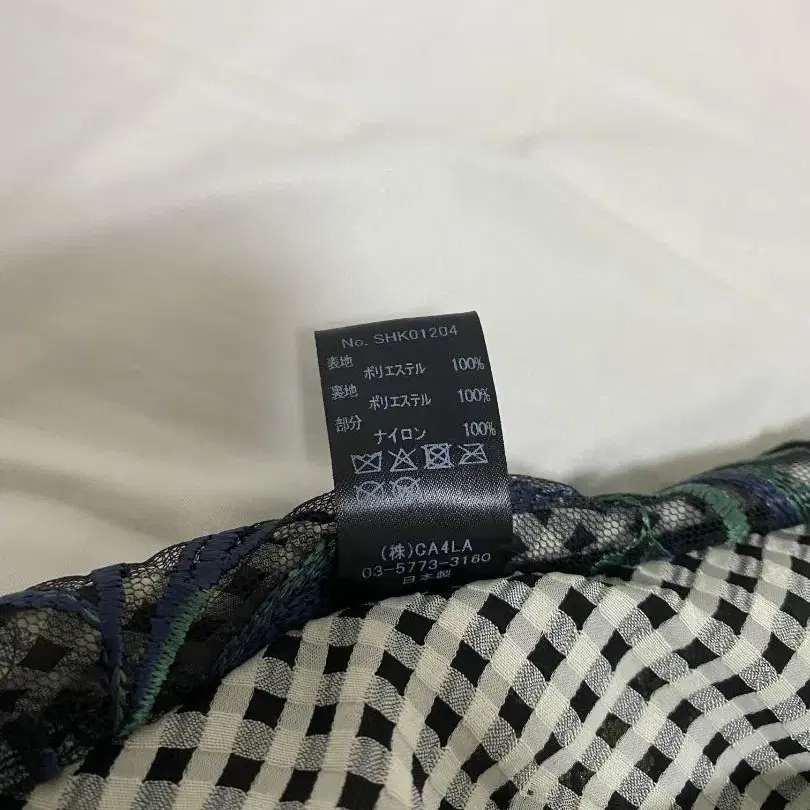 No. SHK01204
表地 ポリエステル 100%
裏地 ポリエステル 100%
部分 ナイロン 100%
(株)CA4LA
03-5773-3160
日本製